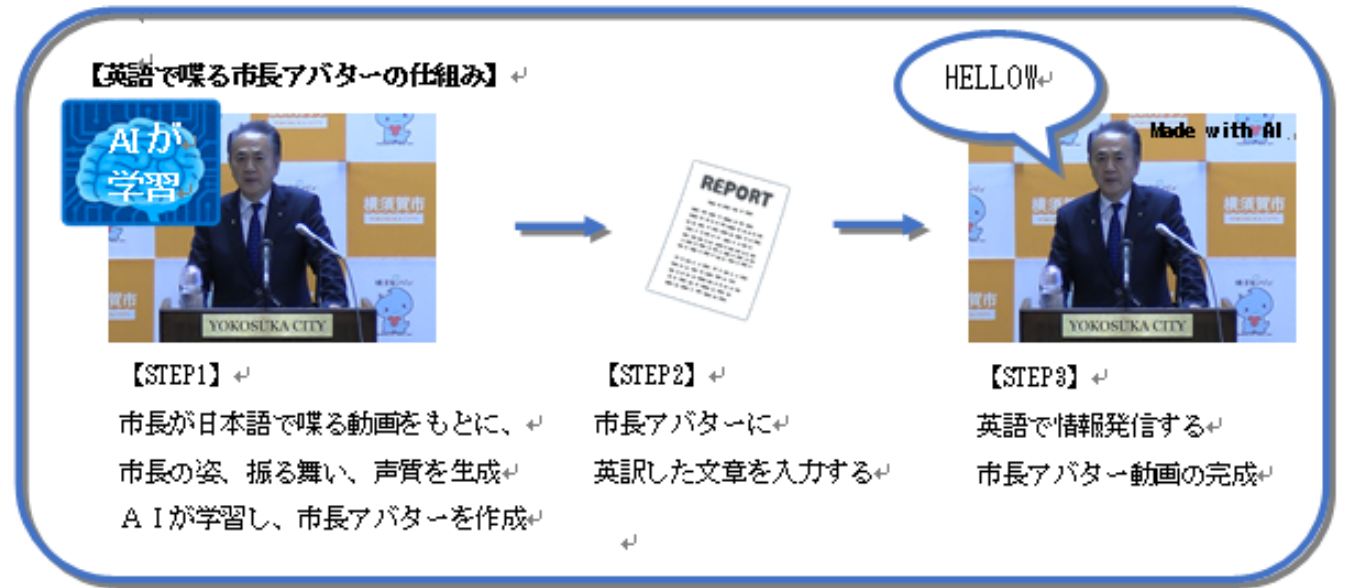 【英語で喋る市長アバターの仕組み】
HELLOW
AIが
学習
横須賀市
YOKOSUKA CITY
REPORT
Made with AI
横須賀市
YOKOSUKA CITY
【STEP1】
市長が日本語で喋る動画をもとに、
市長の姿、振る舞い、声質を生成
ＡＩが学習し、市長アバターを作成
【STEP2】
市長アバターに
英訳した文章を入力する
【STEP3】
英語で情報発信する
市長アバター動画の完成